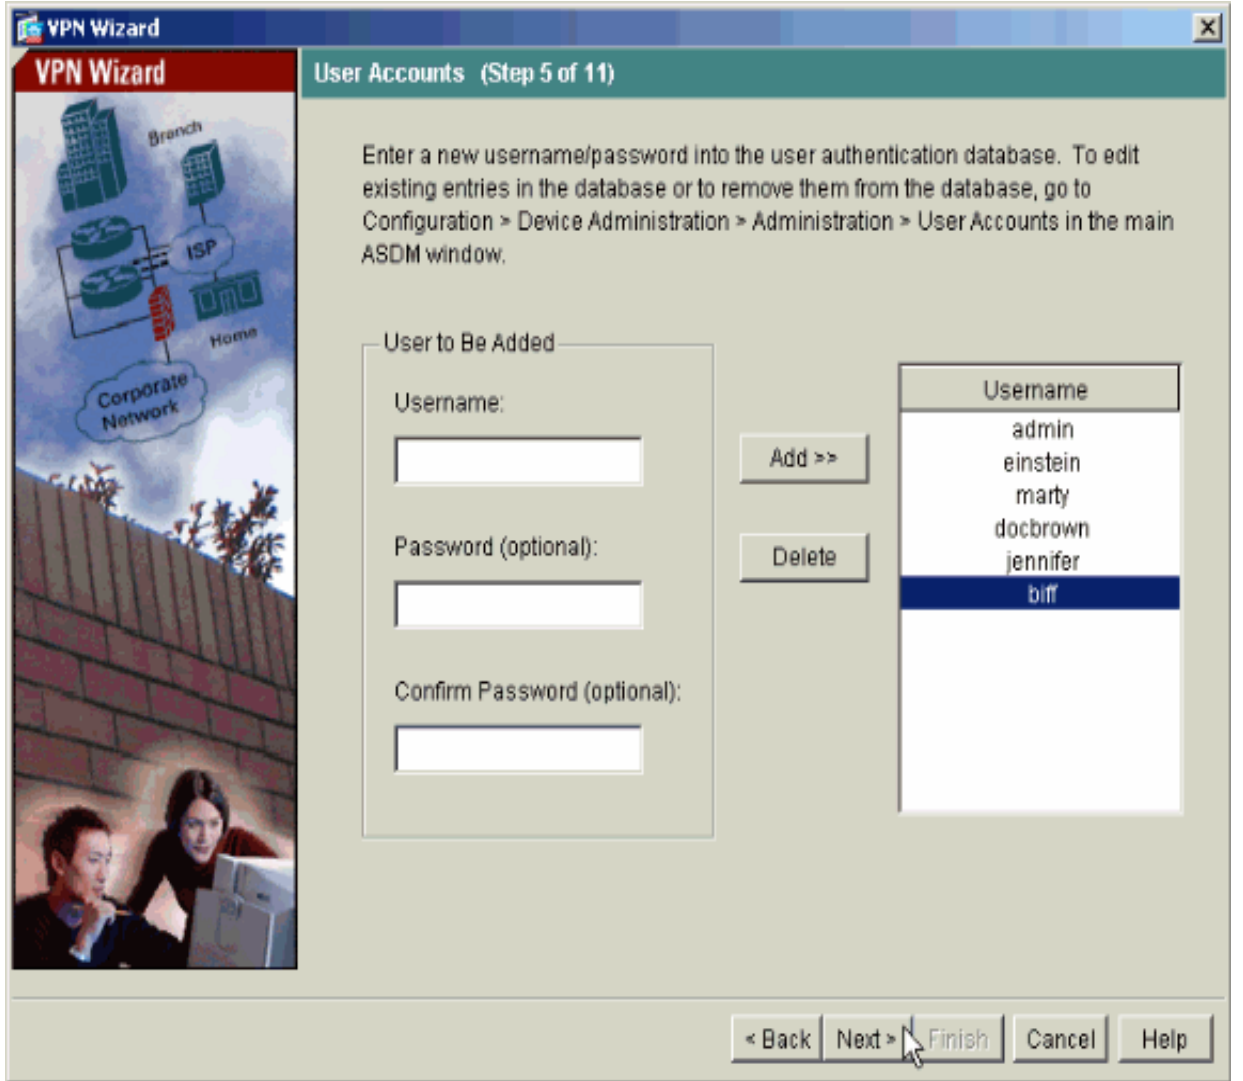 VPN Wizard
VPN Wizard
User Accounts (Step 5 of 11)
Branch
ISP
Home
Corporate
Network
Enter a new username/password into the user authentication database. To edit
existing entries in the database or to remove them from the database, go to
Configuration > Device Administration > Administration > User Accounts in the main
ASDM window.
User to Be Added
Username:
Password (optional):
Confirm Password (optional):
Add >>
Delete
Username
admin
einstein
marty
docbrown
jennifer
biff
< Back
Next >
Finish
Cancel
Help